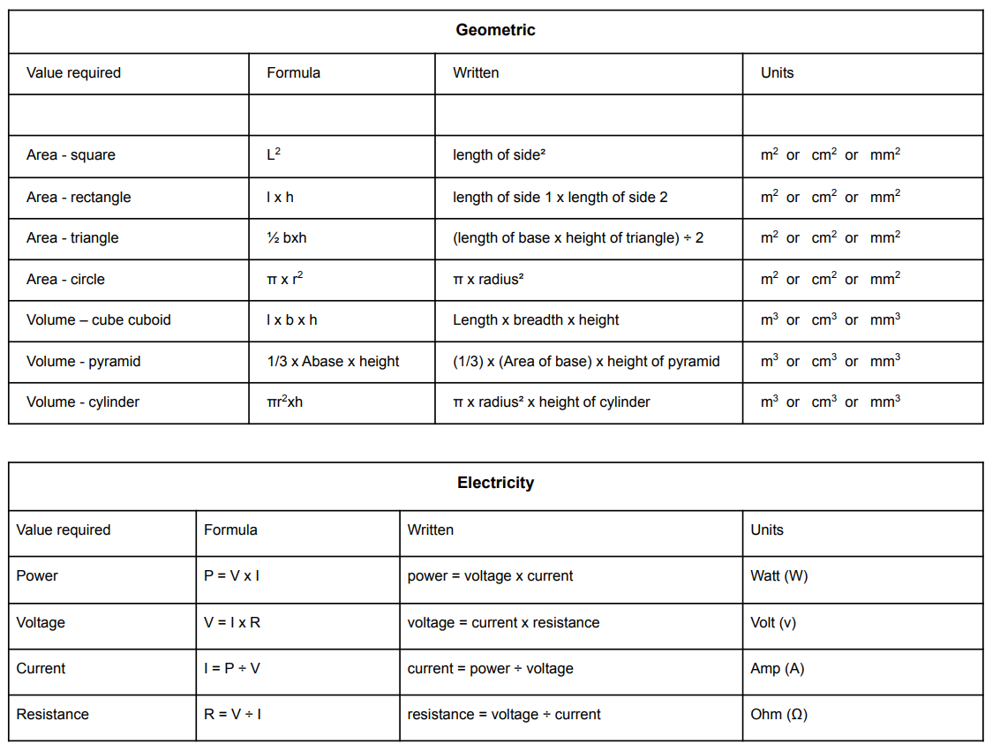 Geometric
Value required Formula Written Units
Area - square L² length of side² m² or cm² or mm²
Area - rectangle l x h length of side 1 x length of side 2 m² or cm² or mm²
Area - triangle ½ bxh (length of base x height of triangle) ÷ 2 m² or cm² or mm²
Area - circle π x r² π x radius² m² or cm² or mm²
Volume – cube cuboid l x b x h Length x breadth x height m³ or cm³ or mm³
Volume - pyramid 1/3 x Abase x height (1/3) x (Area of base) x height of pyramid m³ or cm³ or mm³
Volume - cylinder πr²xh π x radius² x height of cylinder m³ or cm³ or mm³
Electricity
Value required Formula Written Units
Power P = V x I power = voltage x current Watt (W)
Voltage V = I x R voltage = current x resistance Volt (v)
Current I = P ÷ V current = power ÷ voltage Amp (A)
Resistance R = V ÷ I resistance = voltage ÷ current Ohm (Ω)